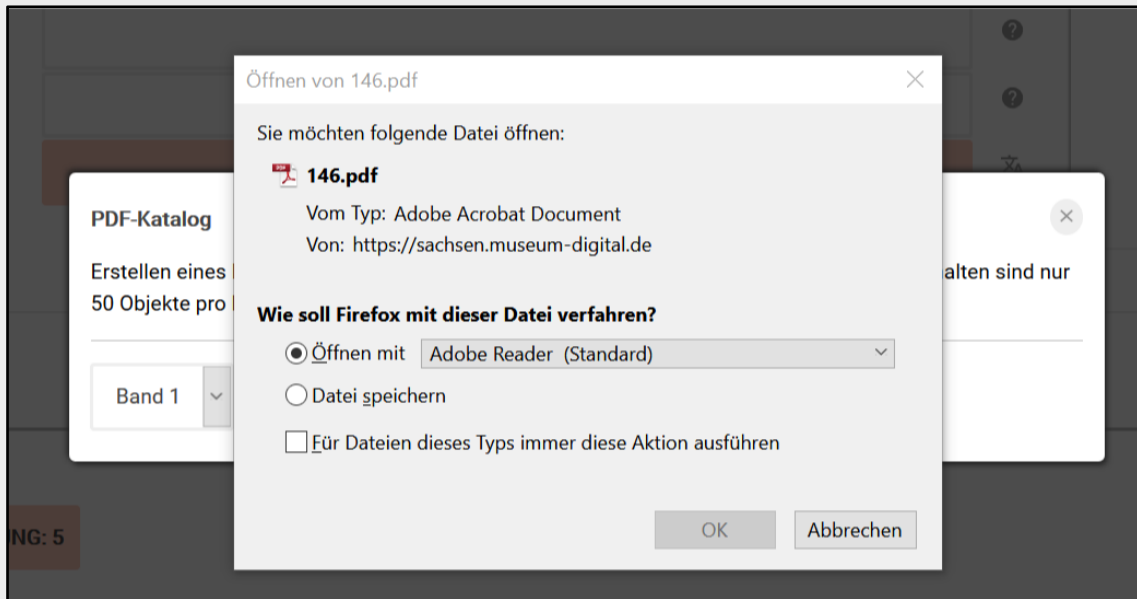 Öffnen von 146.pdf
Sie möchten folgende Datei öffnen:
146.pdf
Vom Typ: Adobe Acrobat Document
Von: https://sachsen.museum-digital.de
Wie soll Firefox mit dieser Datei verfahren?
Öffnen mit Adobe Reader (Standard)
Datei speichern
Für Dateien dieses Typs immer diese Aktion ausführen
OK Abbrechen
PDF-Katalog
Erstellen eines alten sind nur
50 Objekte pro
Band 1
NG: 5